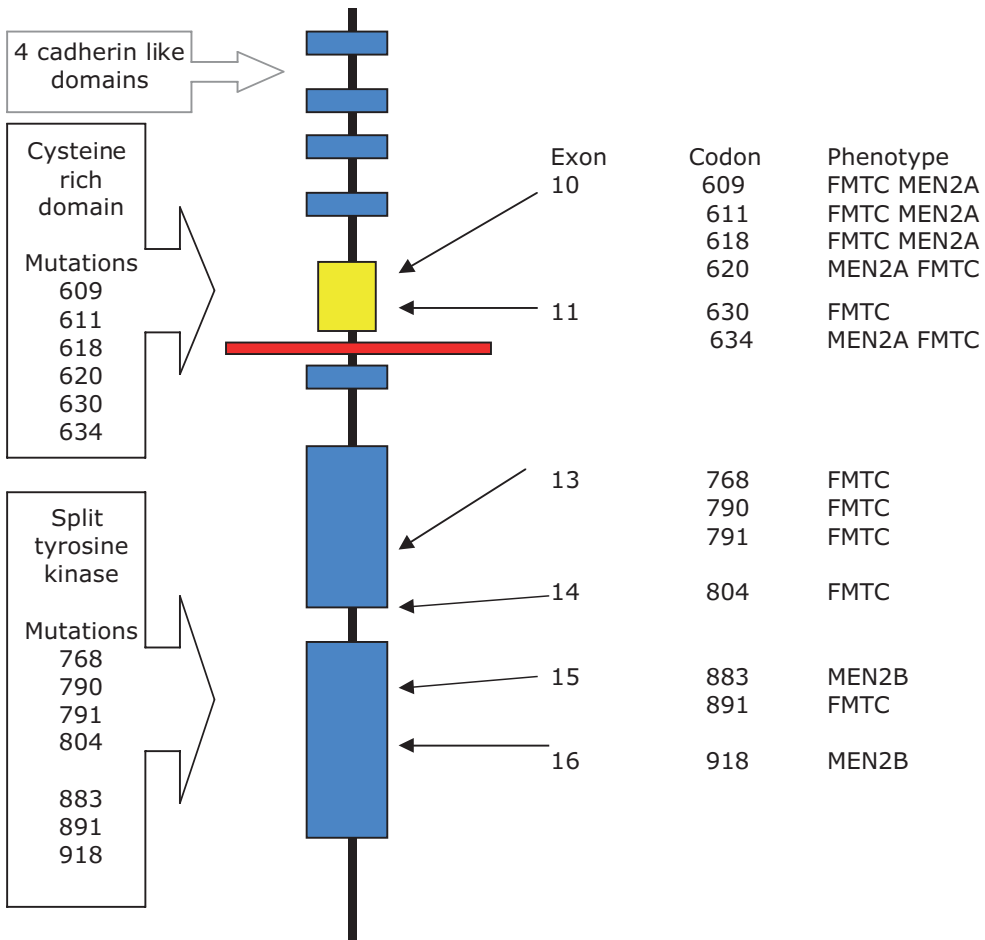 4 cadherin like
domains
Cysteine
rich
domain
Mutations
609
611
618
620
630
634
Split
tyrosine
kinase
Mutations
768
790
791
804
883
891
918
Exon Codon Phenotype
10 609 FMTC MEN2A
611 FMTC MEN2A
618 FMTC MEN2A
620 MEN2A FMTC
11 630 FMTC
634 MEN2A FMTC
13 768 FMTC
790 FMTC
791 FMTC
14 804 FMTC
15 883 MEN2B
891 FMTC
16 918 MEN2B